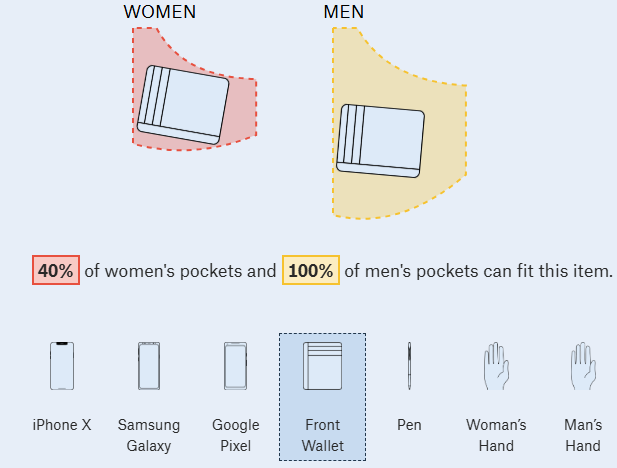 WOMEN MEN
40% of women's pockets and 100% of men's pockets can fit this item.
iPhone X
Samsung Galaxy
Google Pixel
Front Wallet
Pen
Woman's Hand
Man's Hand